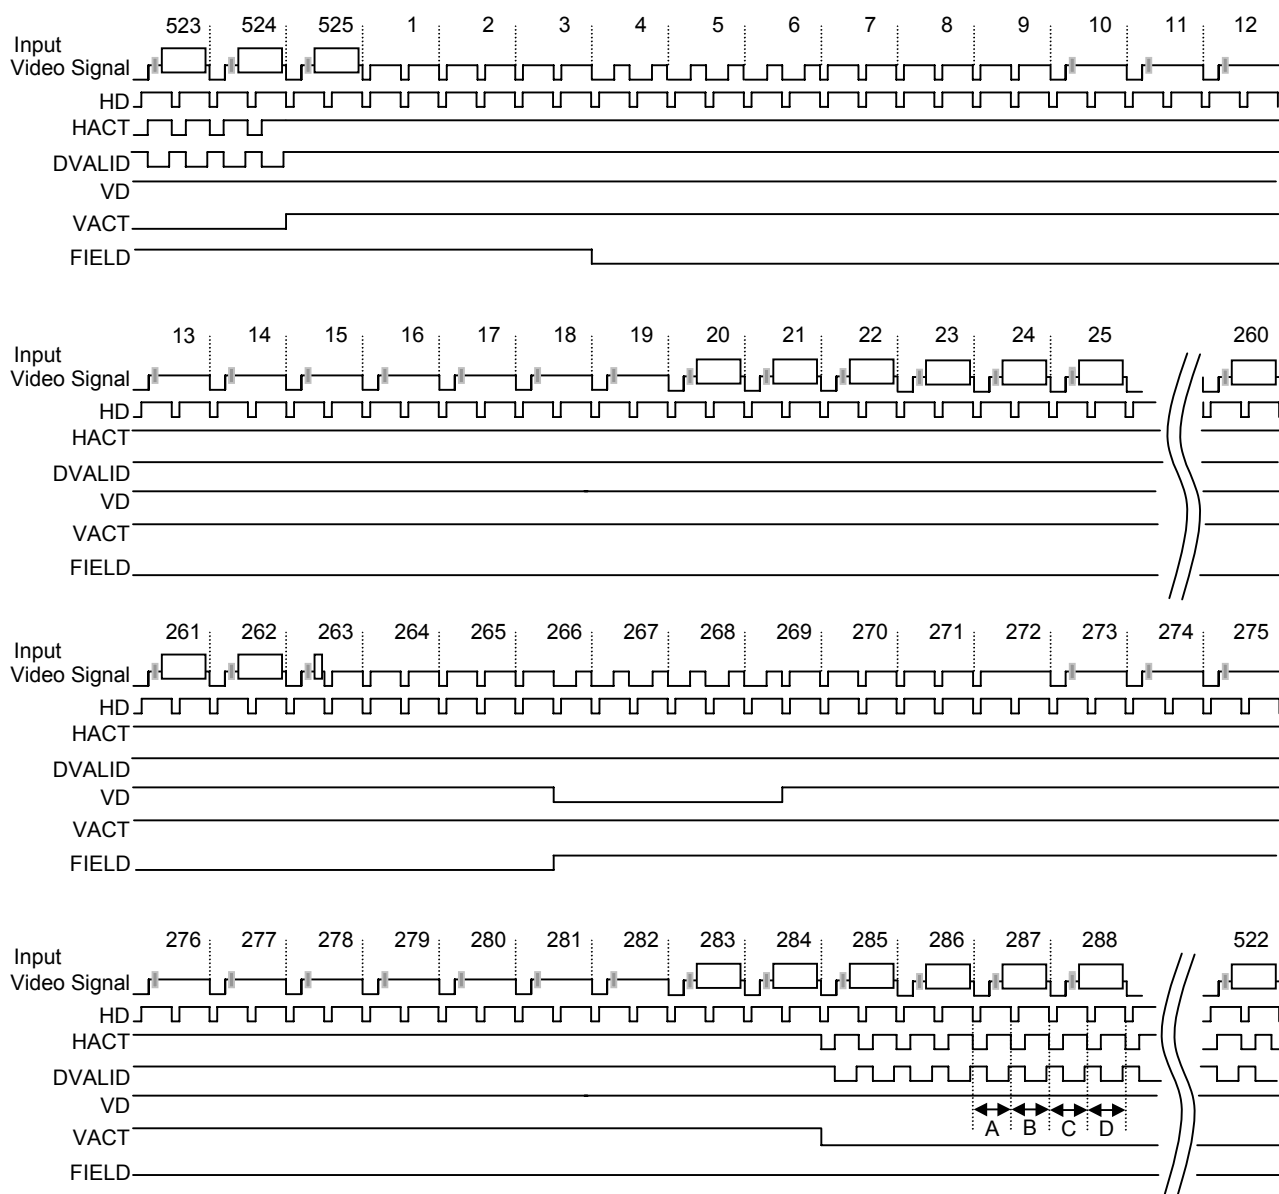 523 524 525 1 2 3 4 5 6 7 8 9 10 11 12
Input
Video Signal
HD
HACT
DVALID
VD
VACT
FIELD
13 14 15 16 17 18 19 20 21 22 23 24 25 260
Input
Video Signal
HD
HACT
DVALID
VD
VACT
FIELD
261 262 263 264 265 266 267 268 269 270 271 272 273 274 275
Input
Video Signal
HD
HACT
DVALID
VD
VACT
FIELD
276 277 278 279 280 281 282 283 284 285 286 287 288 522
Input
Video Signal
HD
HACT
DVALID
VD
A B C D
VACT
FIELD